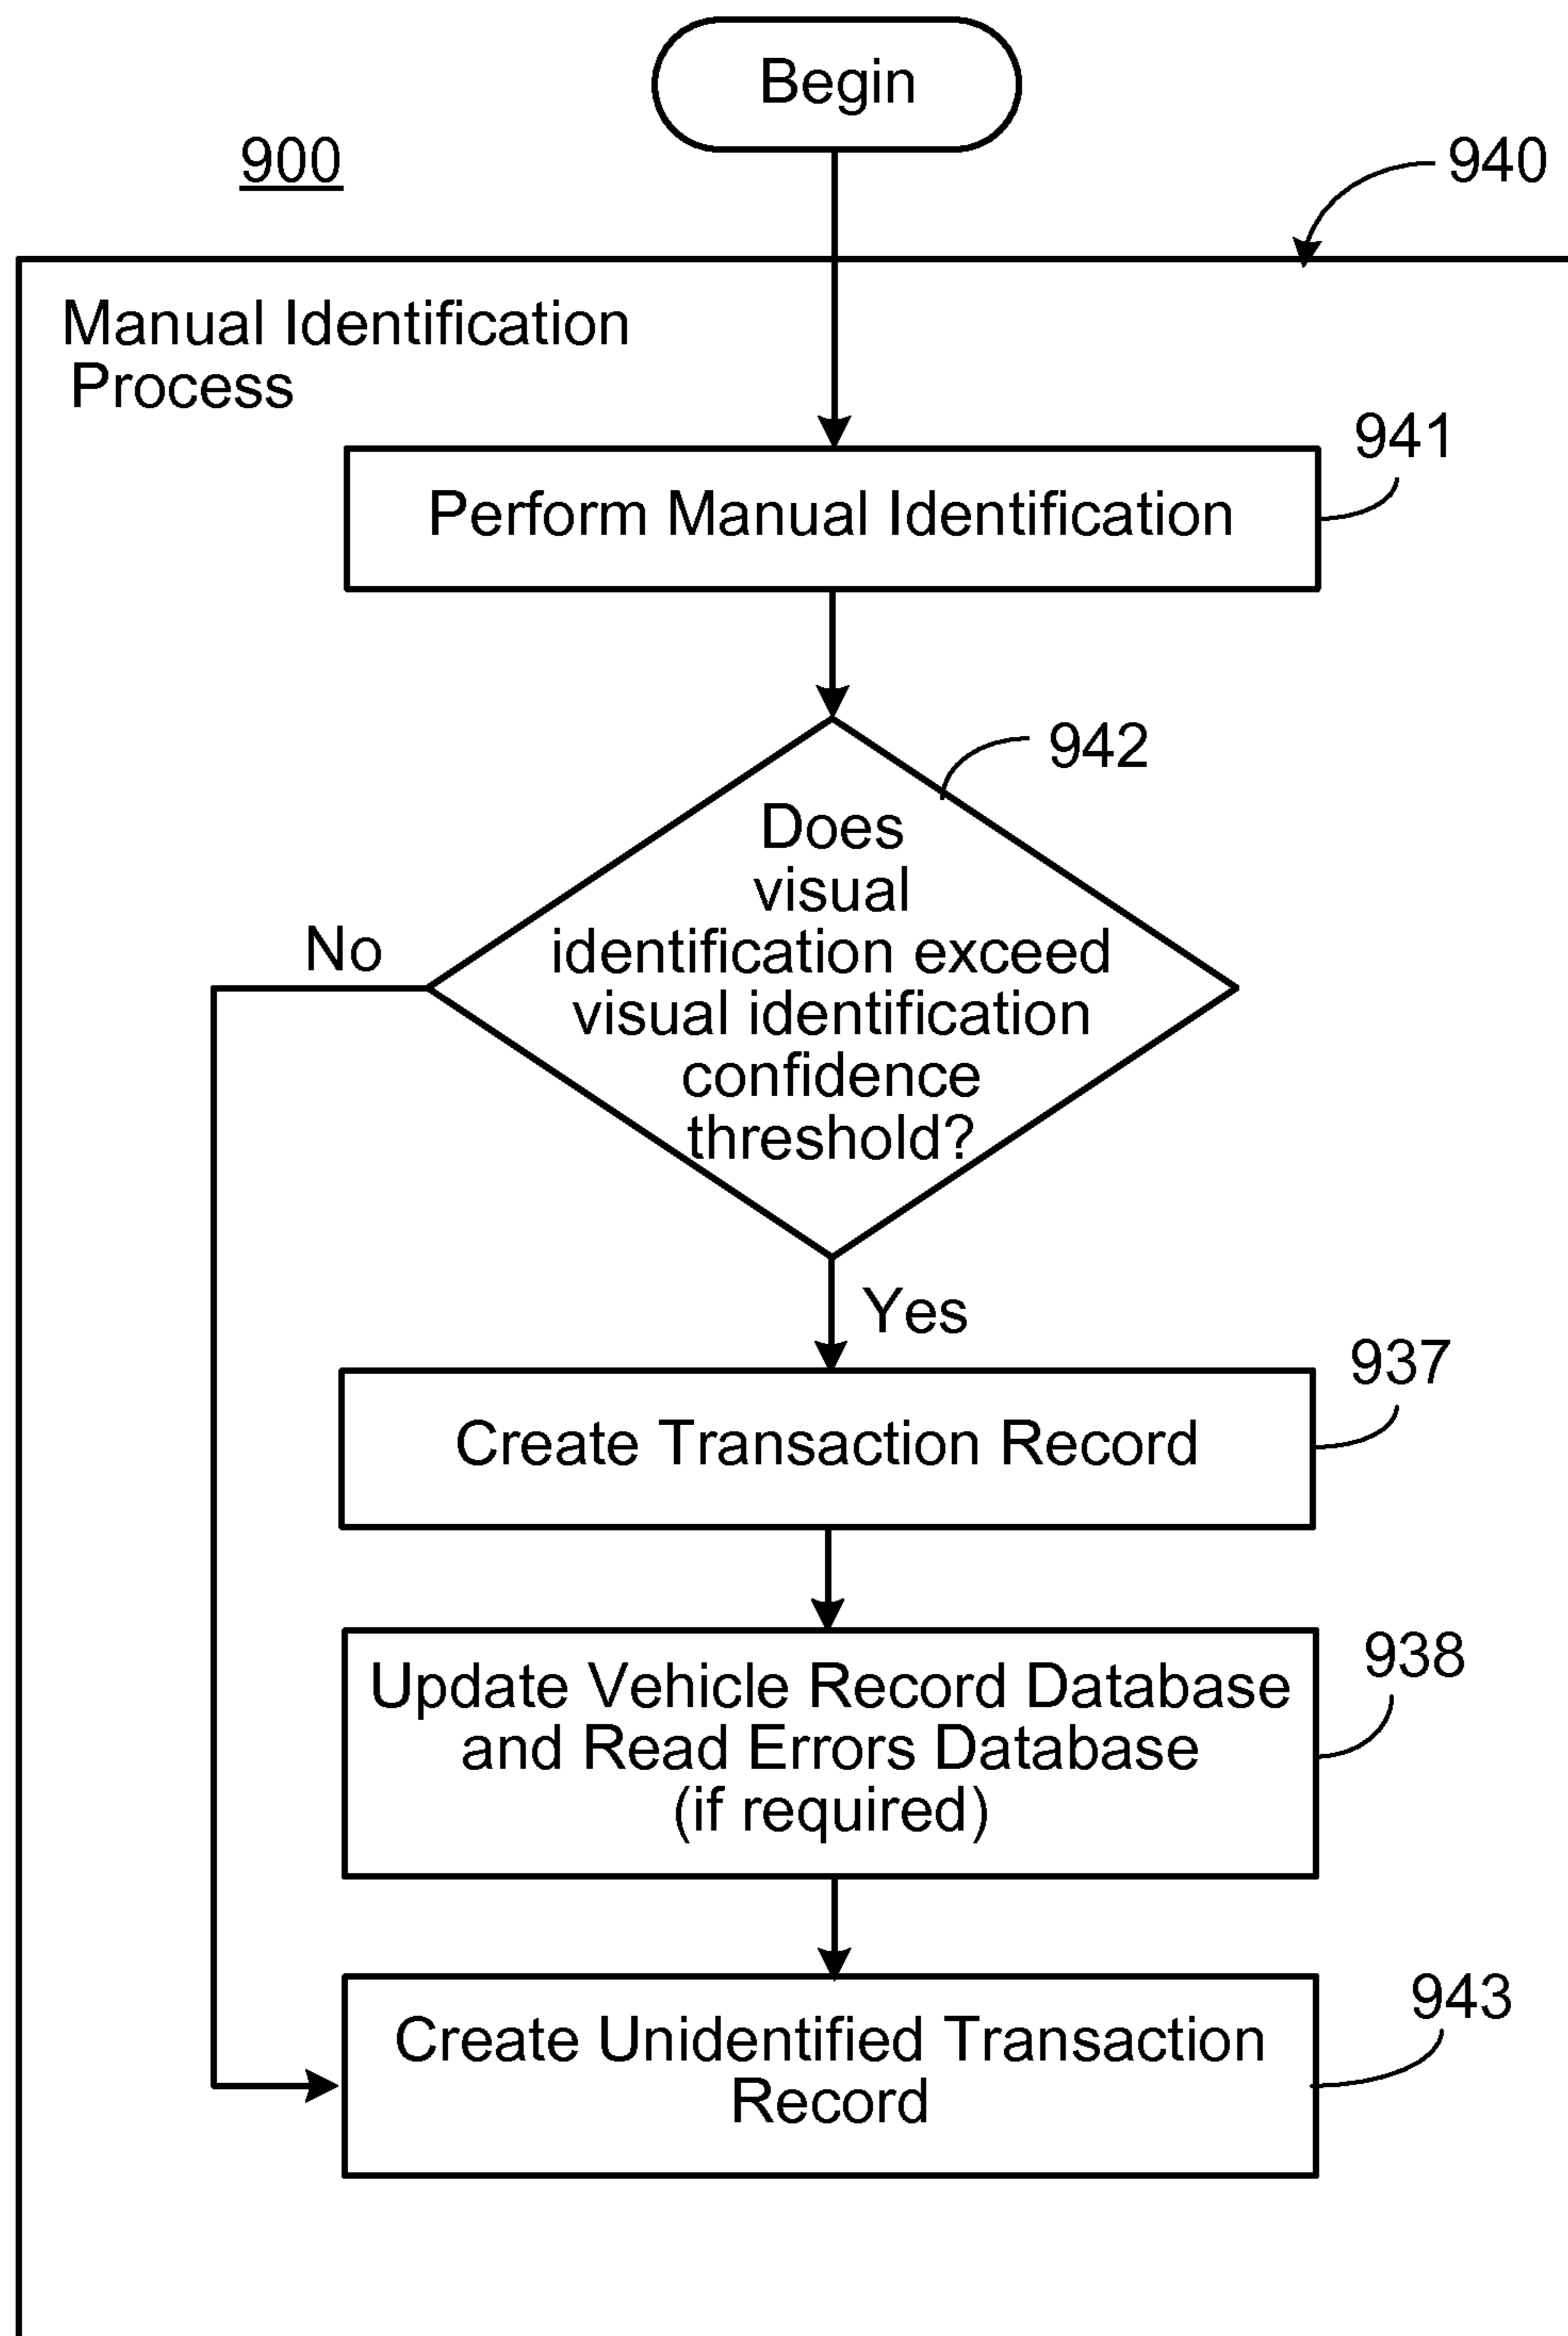 Begin
900
940
Manual Identification
Process
941
Perform Manual Identification
942
Does
visual
identification exceed
visual identification
confidence
threshold?
No
Yes
937
Create Transaction Record
938
Update Vehicle Record Database
and Read Errors Database
(if required)
943
Create Unidentified Transaction
Record